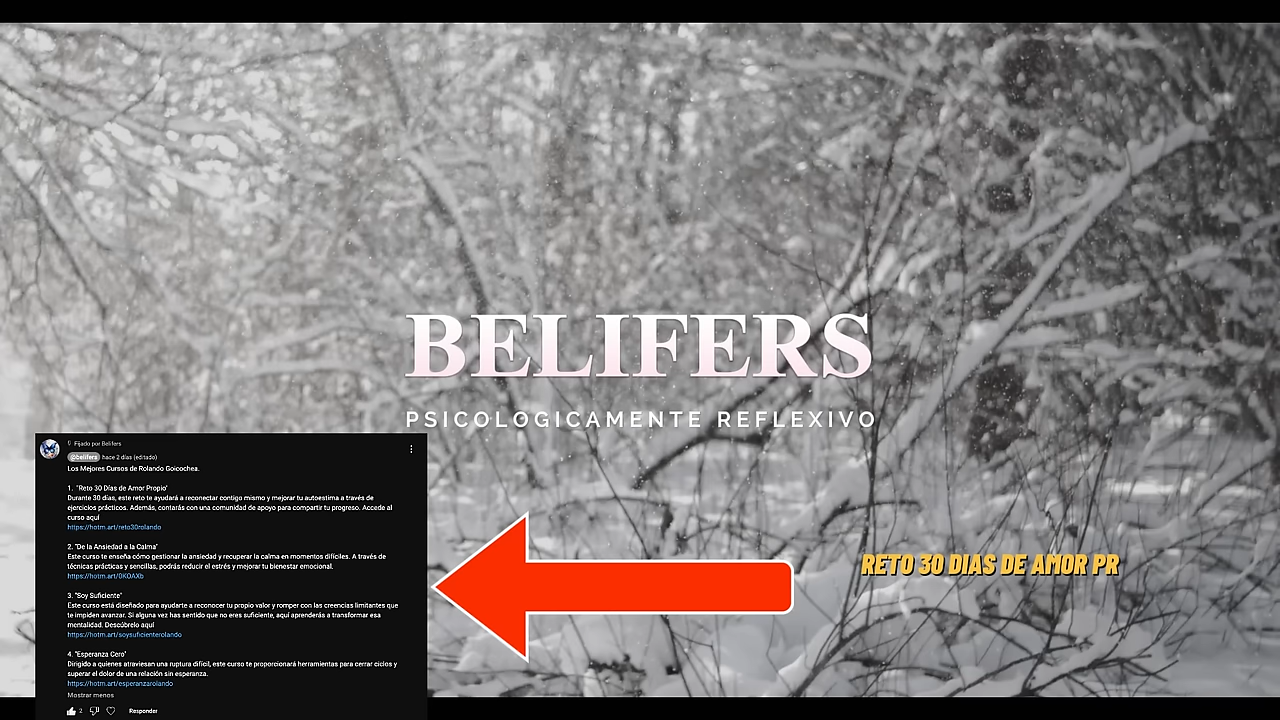 BELIFERS
PSICOLOGICAMENTE REFLEXIVO
Fijado por Belifers
@belifers hace 2 días (editado)
Los Mejores Cursos de Rolando Goicochea.
1. "Reto 30 Días de Amor Propio"
Durante 30 días, este reto te ayudará a reconectar contigo mismo y mejorar tu autoestima a través de
ejercicios prácticos. Además, contarás con una comunidad de apoyo para compartir tu progreso. Accede al
curso aquí
https://hotm.art/reto30rolando
2. "De la Ansiedad a la Calma"
Este curso te enseña cómo gestionar la ansiedad y recuperar la calma en momentos difíciles. A través de
técnicas prácticas y sencillas, podrás reducir el estrés y mejorar tu bienestar emocional.
https://hotm.art/0K0AXb
3. "Soy Suficiente"
Este curso está diseñado para ayudarte a reconocer tu propio valor y romper con las creencias limitantes que
te impiden avanzar. Si alguna vez has sentido que no eres suficiente, aquí aprenderás a transformar esa
mentalidad. Descúbrelo aquí
https://hotm.art/soysuficienterolando
4. "Esperanza Cero"
Dirigido a quienes atraviesan una ruptura difícil, este curso te proporcionará herramientas para cerrar ciclos y
superar el dolor de una relación sin esperanza.
https://hotm.art/esperanzarolando
Mostrar menos
2 Responder
RETO 30 DIAS DE AMOR PR